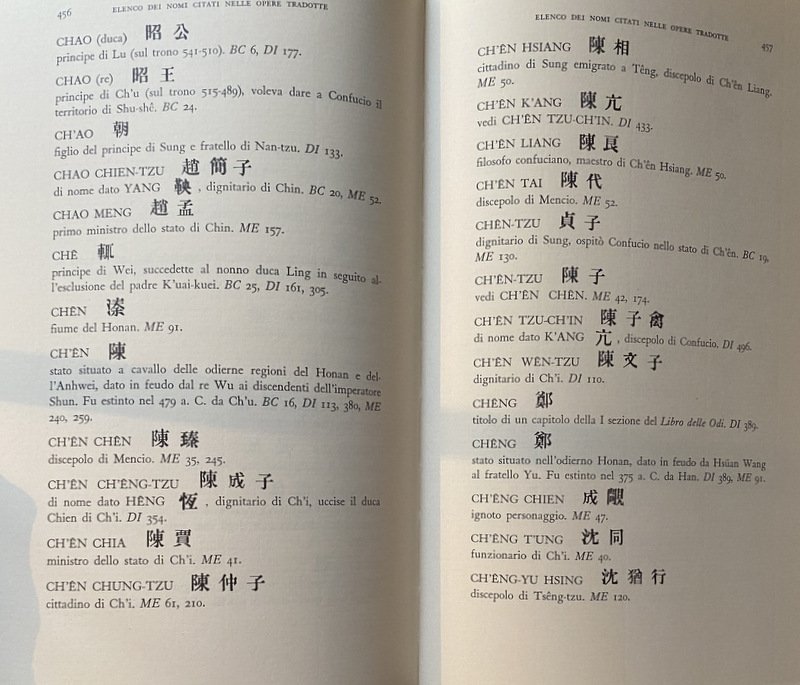 456
ELENCO DEI NOMI CITATI NELLE OPERE TRADOTTE
CHAO (duca) 昭公
principe di Lu (sul trono 541-510). BC 6, DI 177.
CHAO (re) 昭王
principe di Ch'u (sul trono 515-489), voleva dare a Confucio il
territorio di Shu-shê. BC 24.
CH'AO 朝
figlio del principe di Sung e fratello di Nan-tzu. DI 133.
CHAO CHIEN-TZU 趙簡子
di nome dato YANG 鞅, dignitario di Chin. BC 20, ME 52.
CHAO MENG 趙孟
primo ministro dello stato di Chin. ME 157.
CHÊ 輒
principe di Wei, succedette al nonno duca Ling in seguito al-
l'esclusione del padre K'uai-kuei. BC 25, DI 161, 305.
CHÊN 溱
fiume del Honan. ME 91.
CH'ÊN 陳
stato situato a cavallo delle odierne regioni del Honan e del-
l'Anhwei, dato in feudo dal re Wu ai discendenti dell'imperatore
Shun. Fu estinto nel 479 a. C. da Ch'u. BC 16, DI 113, 380, ME
240, 259.
CH'ÊN CHÊN 陳臻
discepolo di Mencio. ME 35, 245.
CH'ÊN CH'ÊNG-TZU 陳成子
di nome dato HÊNG 恆, dignitario di Ch'i, uccise il duca
Chien di Ch'i. DI 354.
CH'ÊN CHIA 陳賈
ministro dello stato di Ch'i. ME 41.
CH'ÊN CHUNG-TZU 陳仲子
cittadino di Ch'i. ME 61, 210.
ELENCO DEI NOMI CITATI NELLE OPERE TRADOTTE
457
CH'ÊN HSIANG 陳相
cittadino di Sung emigrato a Têng, discepolo di Ch'ên Liang.
ME 50.
CH'ÊN K'ANG 陳亢
vedi CH'ÊN TZU-CH'IN. DI 433.
CH'ÊN LIANG 陳良
filosofo confuciano, maestro di Ch'ên Hsiang. ME 50.
CH'ÊN TAI 陳代
discepolo di Mencio. ME 52.
CHÊN-TZU 貞子
dignitario di Sung, ospitò Confucio nello stato di Ch'ên. BC 19,
ME 130.
CH'ÊN-TZU 陳子
vedi CH'ÊN CHÊN. ME 42, 174.
CH'ÊN TZU-CH'IN 陳子禽
di nome dato K'ANG 亢, discepolo di Confucio. DI 496.
CH'ÊN WÊN-TZU 陳文子
dignitario di Ch'i. DI 110.
CHÊNG 鄭
titolo di un capitolo della I sezione del Libro delle Odi. DI 389.
CHÊNG 鄭
stato situato nell'odierno Honan, dato in feudo da Hsüan Wang
al fratello Yu. Fu estinto nel 375 a. C. da Han. DI 389, ME 91.
CH'ÊNG CHIEN 成覵
ignoto personaggio. ME 47.
CH'ÊNG T'UNG 沈同
funzionario di Ch'i. ME 40.
CH'ÊNG-YU HSING 沈猶行
discepolo di Tsêng-tzu. ME 120.